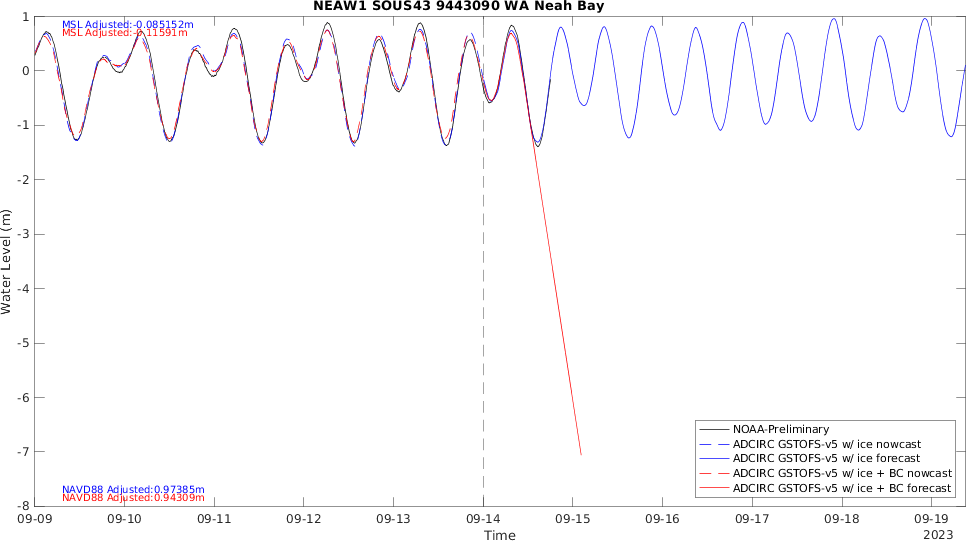 NEAW1 SOUS43 9443090 WA Neah Bay
MSL Adjusted:-0.085152m
MSL Adjusted:-0.11591m
1
0
-1
-2
-3
-4
-5
-6
-7
-8
Water Level (m)
NOAA-Preliminary
ADCIRC GSTOFS-v5 w/ ice nowcast
ADCIRC GSTOFS-v5 w/ ice forecast
ADCIRC GSTOFS-v5 w/ ice + BC nowcast
ADCIRC GSTOFS-v5 w/ ice + BC forecast
NAVD88 Adjusted:0.97385m
NAVD88 Adjusted:0.94309m
09-09 09-10 09-11 09-12 09-13 09-14 09-15 09-16 09-17 09-18 09-19
Time
2023